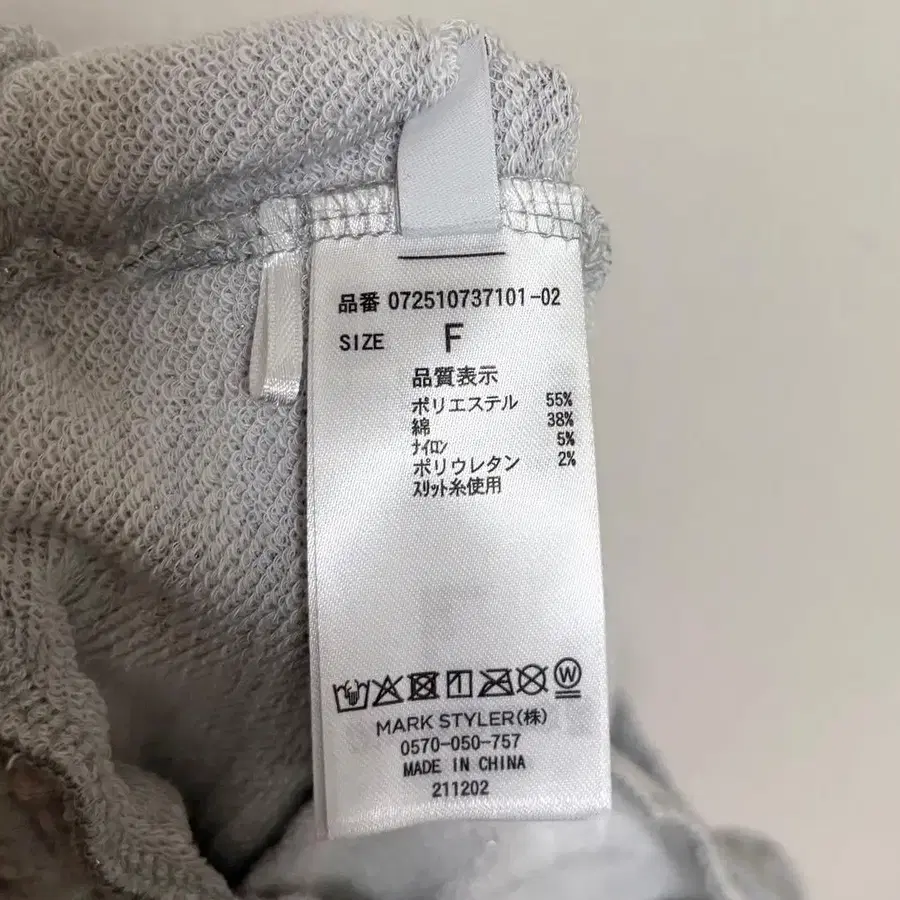 品番 072510737101-02
SIZE F
品質表示
ポリエステル 55%
綿 38%
ナイロン 5%
ポリウレタン 2%
スリット糸使用
W
MARK STYLER(株)
0570-050-757
MADE IN CHINA
211202